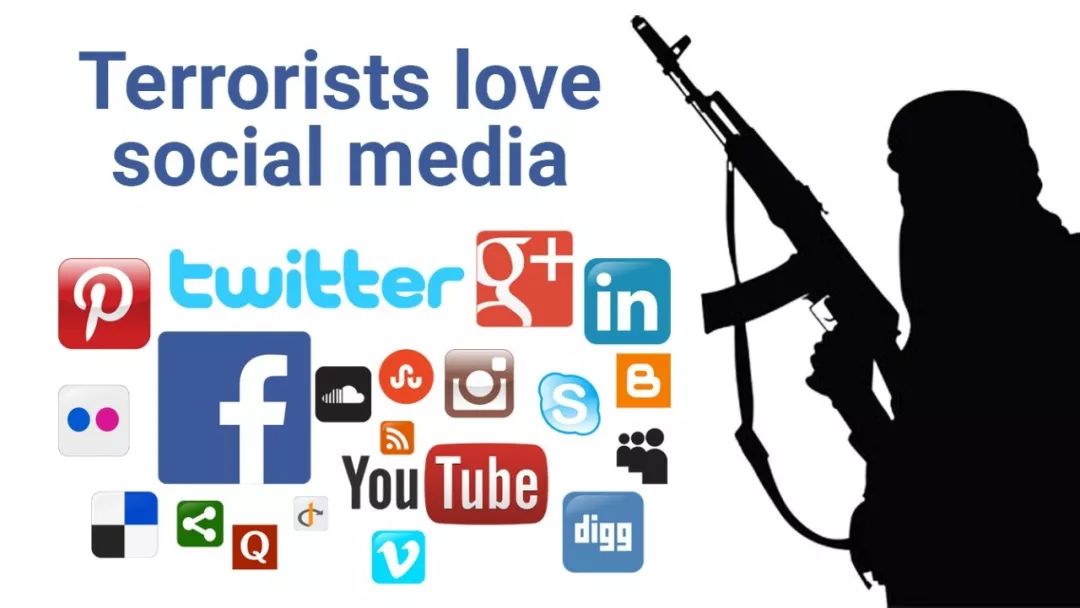 Terrorists love
social media
twitter
g+
in
f
S
B
You Tube
digg
Q